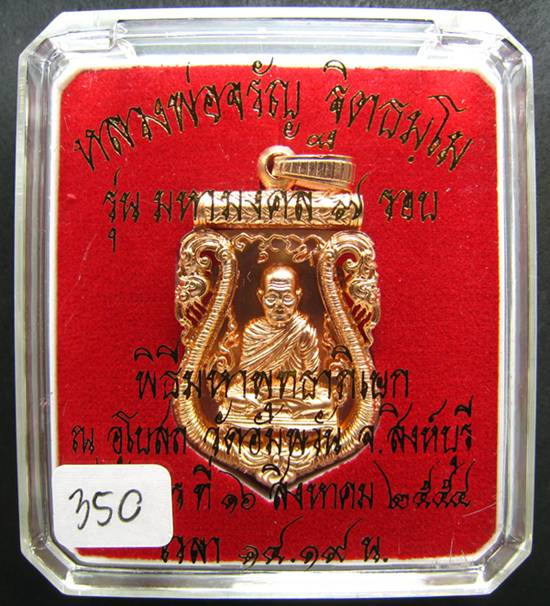 หลวงพ่อจรัญ ฐิตธมฺโม
รุ่น มหามงคล ๗ รอบ
พิธีมหาพุทธาภิเษก
ณ อุโบสถ วัดอัมพวัน จ.สิงห์บุรี
ที่ ๑๖ สิงหาคม ๒๕๕๔
เวลา ๑๙.๑๙ น.
350